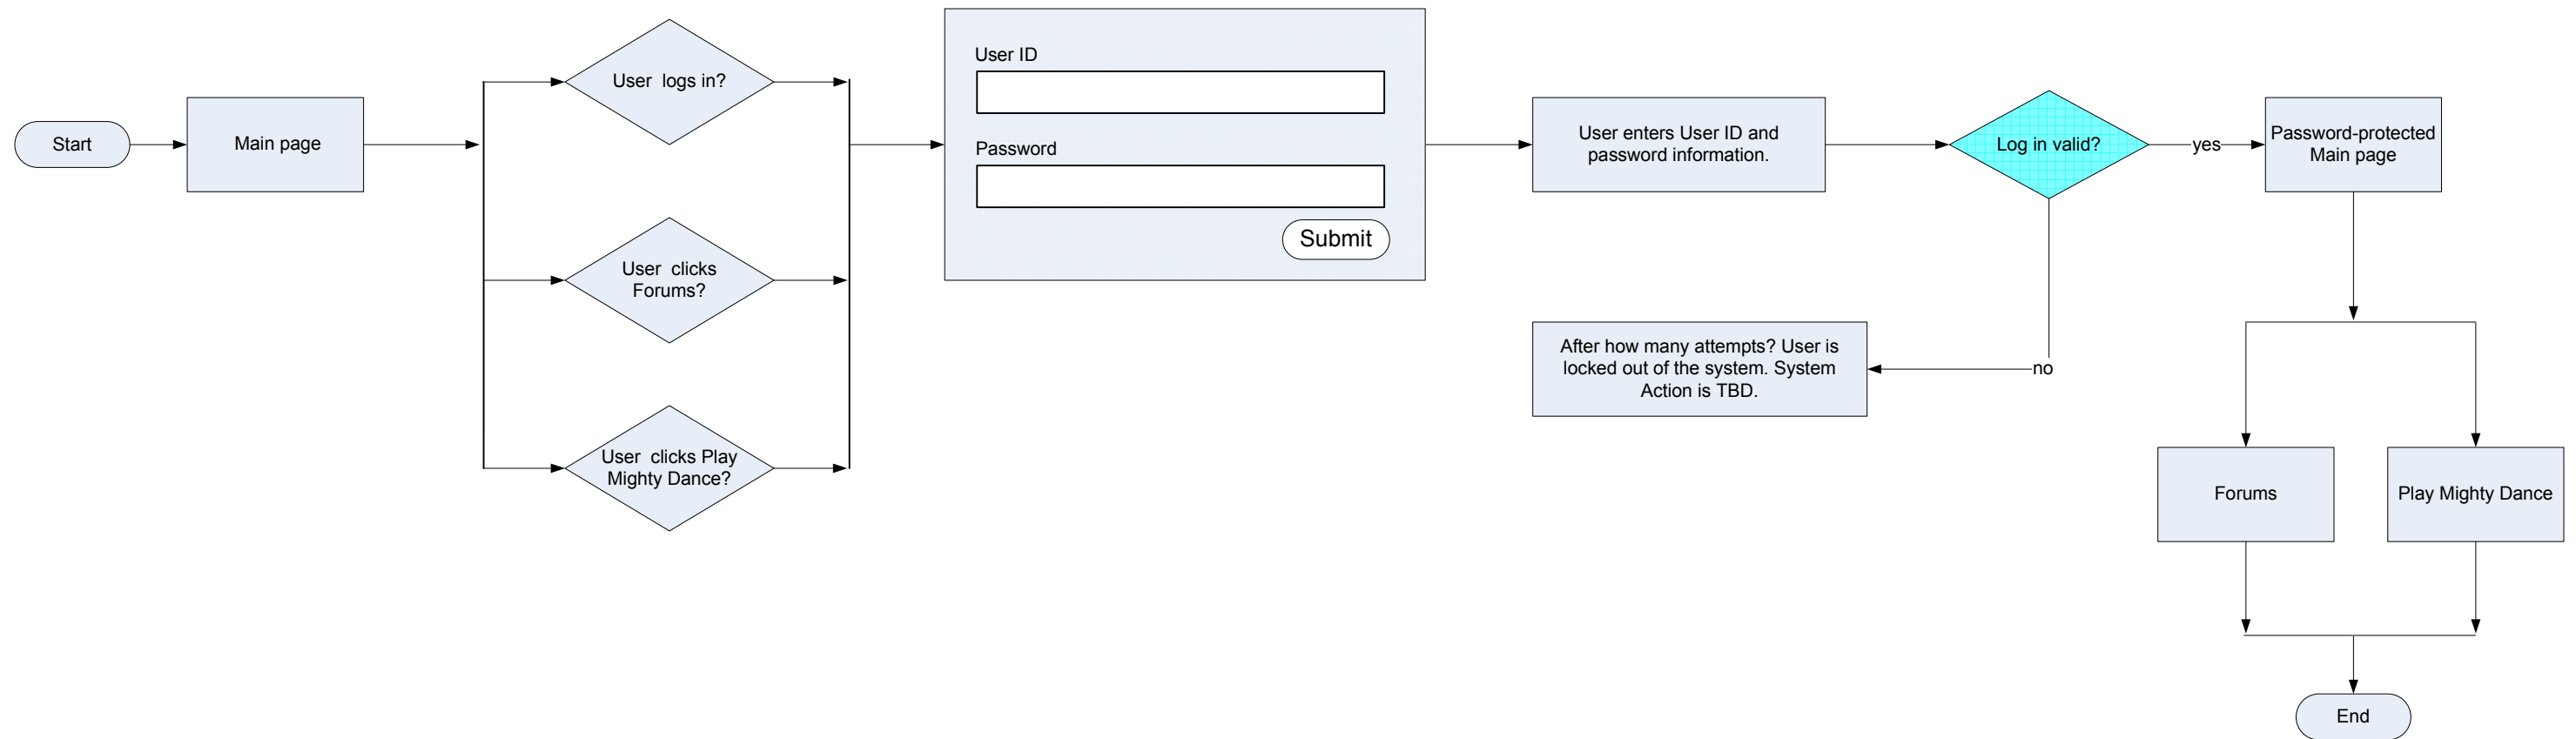 Start
Main page
User logs in?
User clicks
Forums?
User clicks Play
Mighty Dance?
User ID
Password
Submit
User enters User ID and
password information.
Log in valid?
yes
Password-protected
Main page
no
After how many attempts? User is
locked out of the system. System
Action is TBD.
Forums
Play Mighty Dance
End